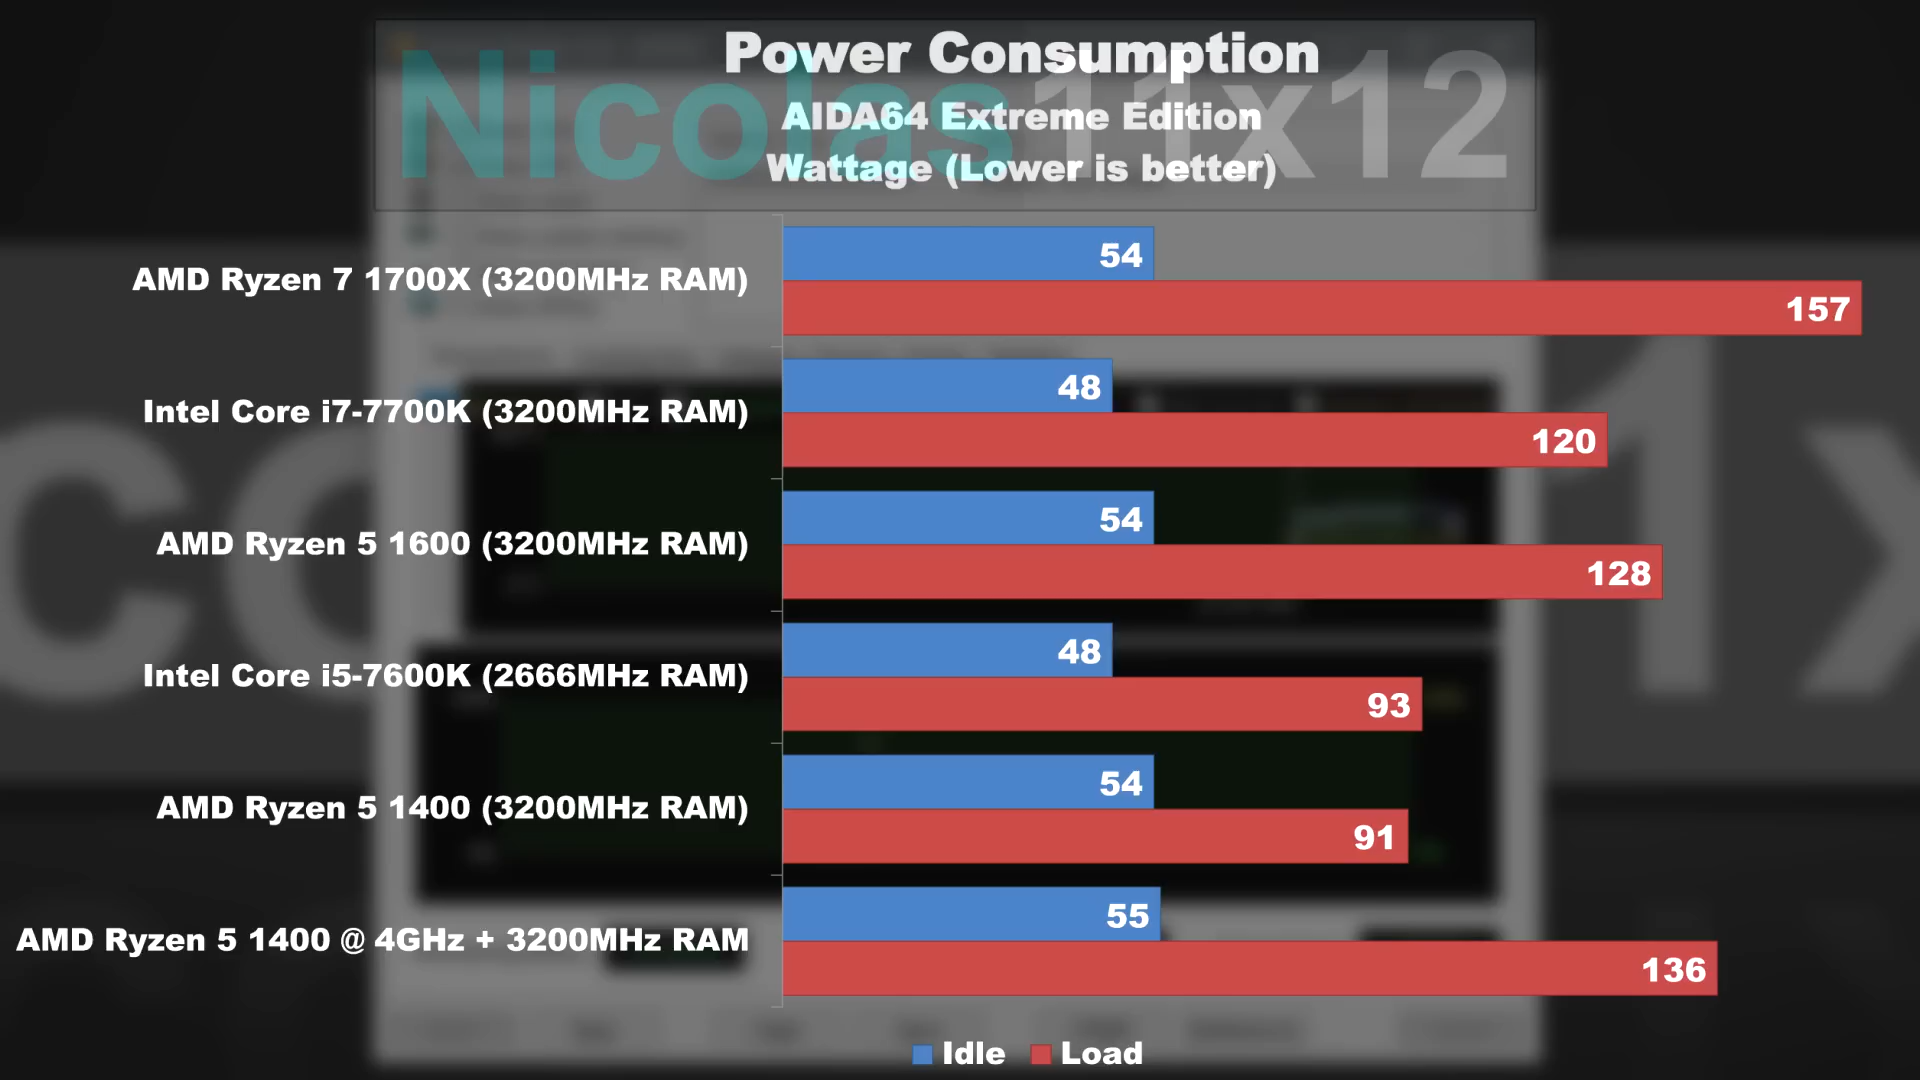 Power Consumption
Nicolas11x12
AIDA64 Extreme Edition
Wattage (Lower is better)
AMD Ryzen 7 1700X (3200MHz RAM)
54
157
Intel Core i7-7700K (3200MHz RAM)
48
120
AMD Ryzen 5 1600 (3200MHz RAM)
54
128
Intel Core i5-7600K (2666MHz RAM)
48
93
AMD Ryzen 5 1400 (3200MHz RAM)
54
91
AMD Ryzen 5 1400 @ 4GHz + 3200MHz RAM
55
136
Idle Load